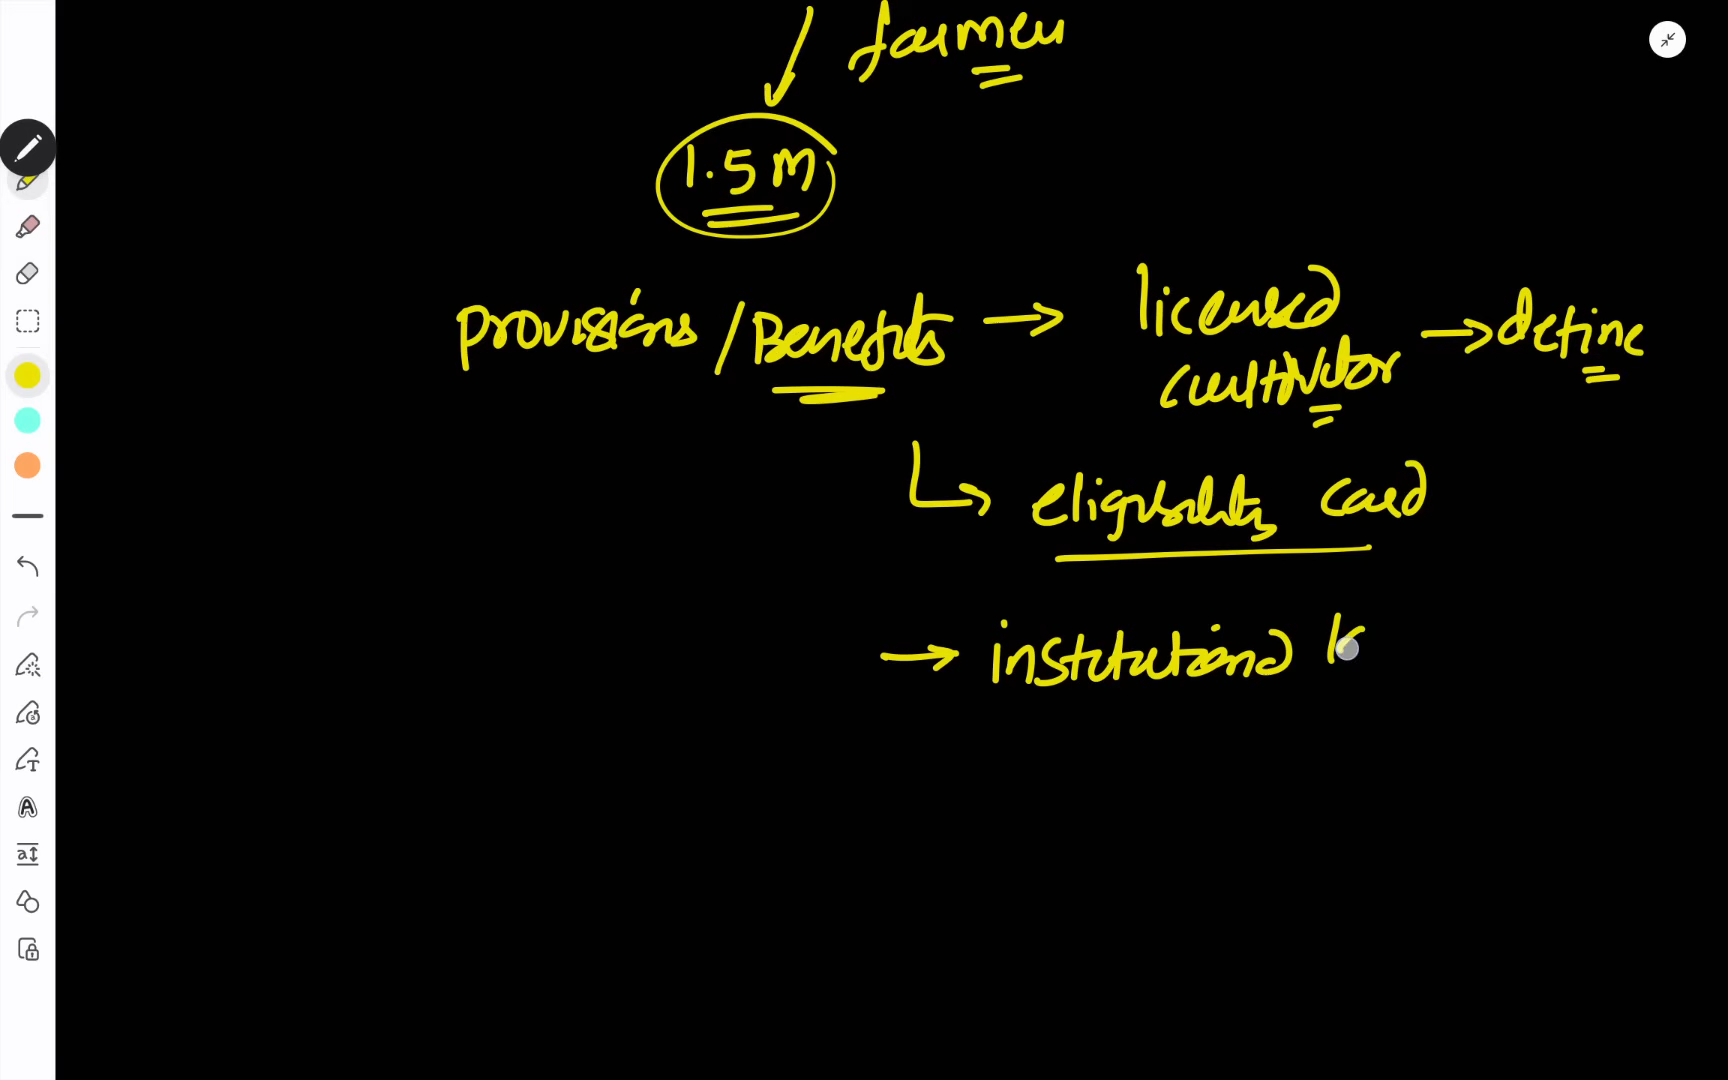 farmer
1.5 M
provisions / Benefits → licensed cultivator → define
eligibility card
→ institutional